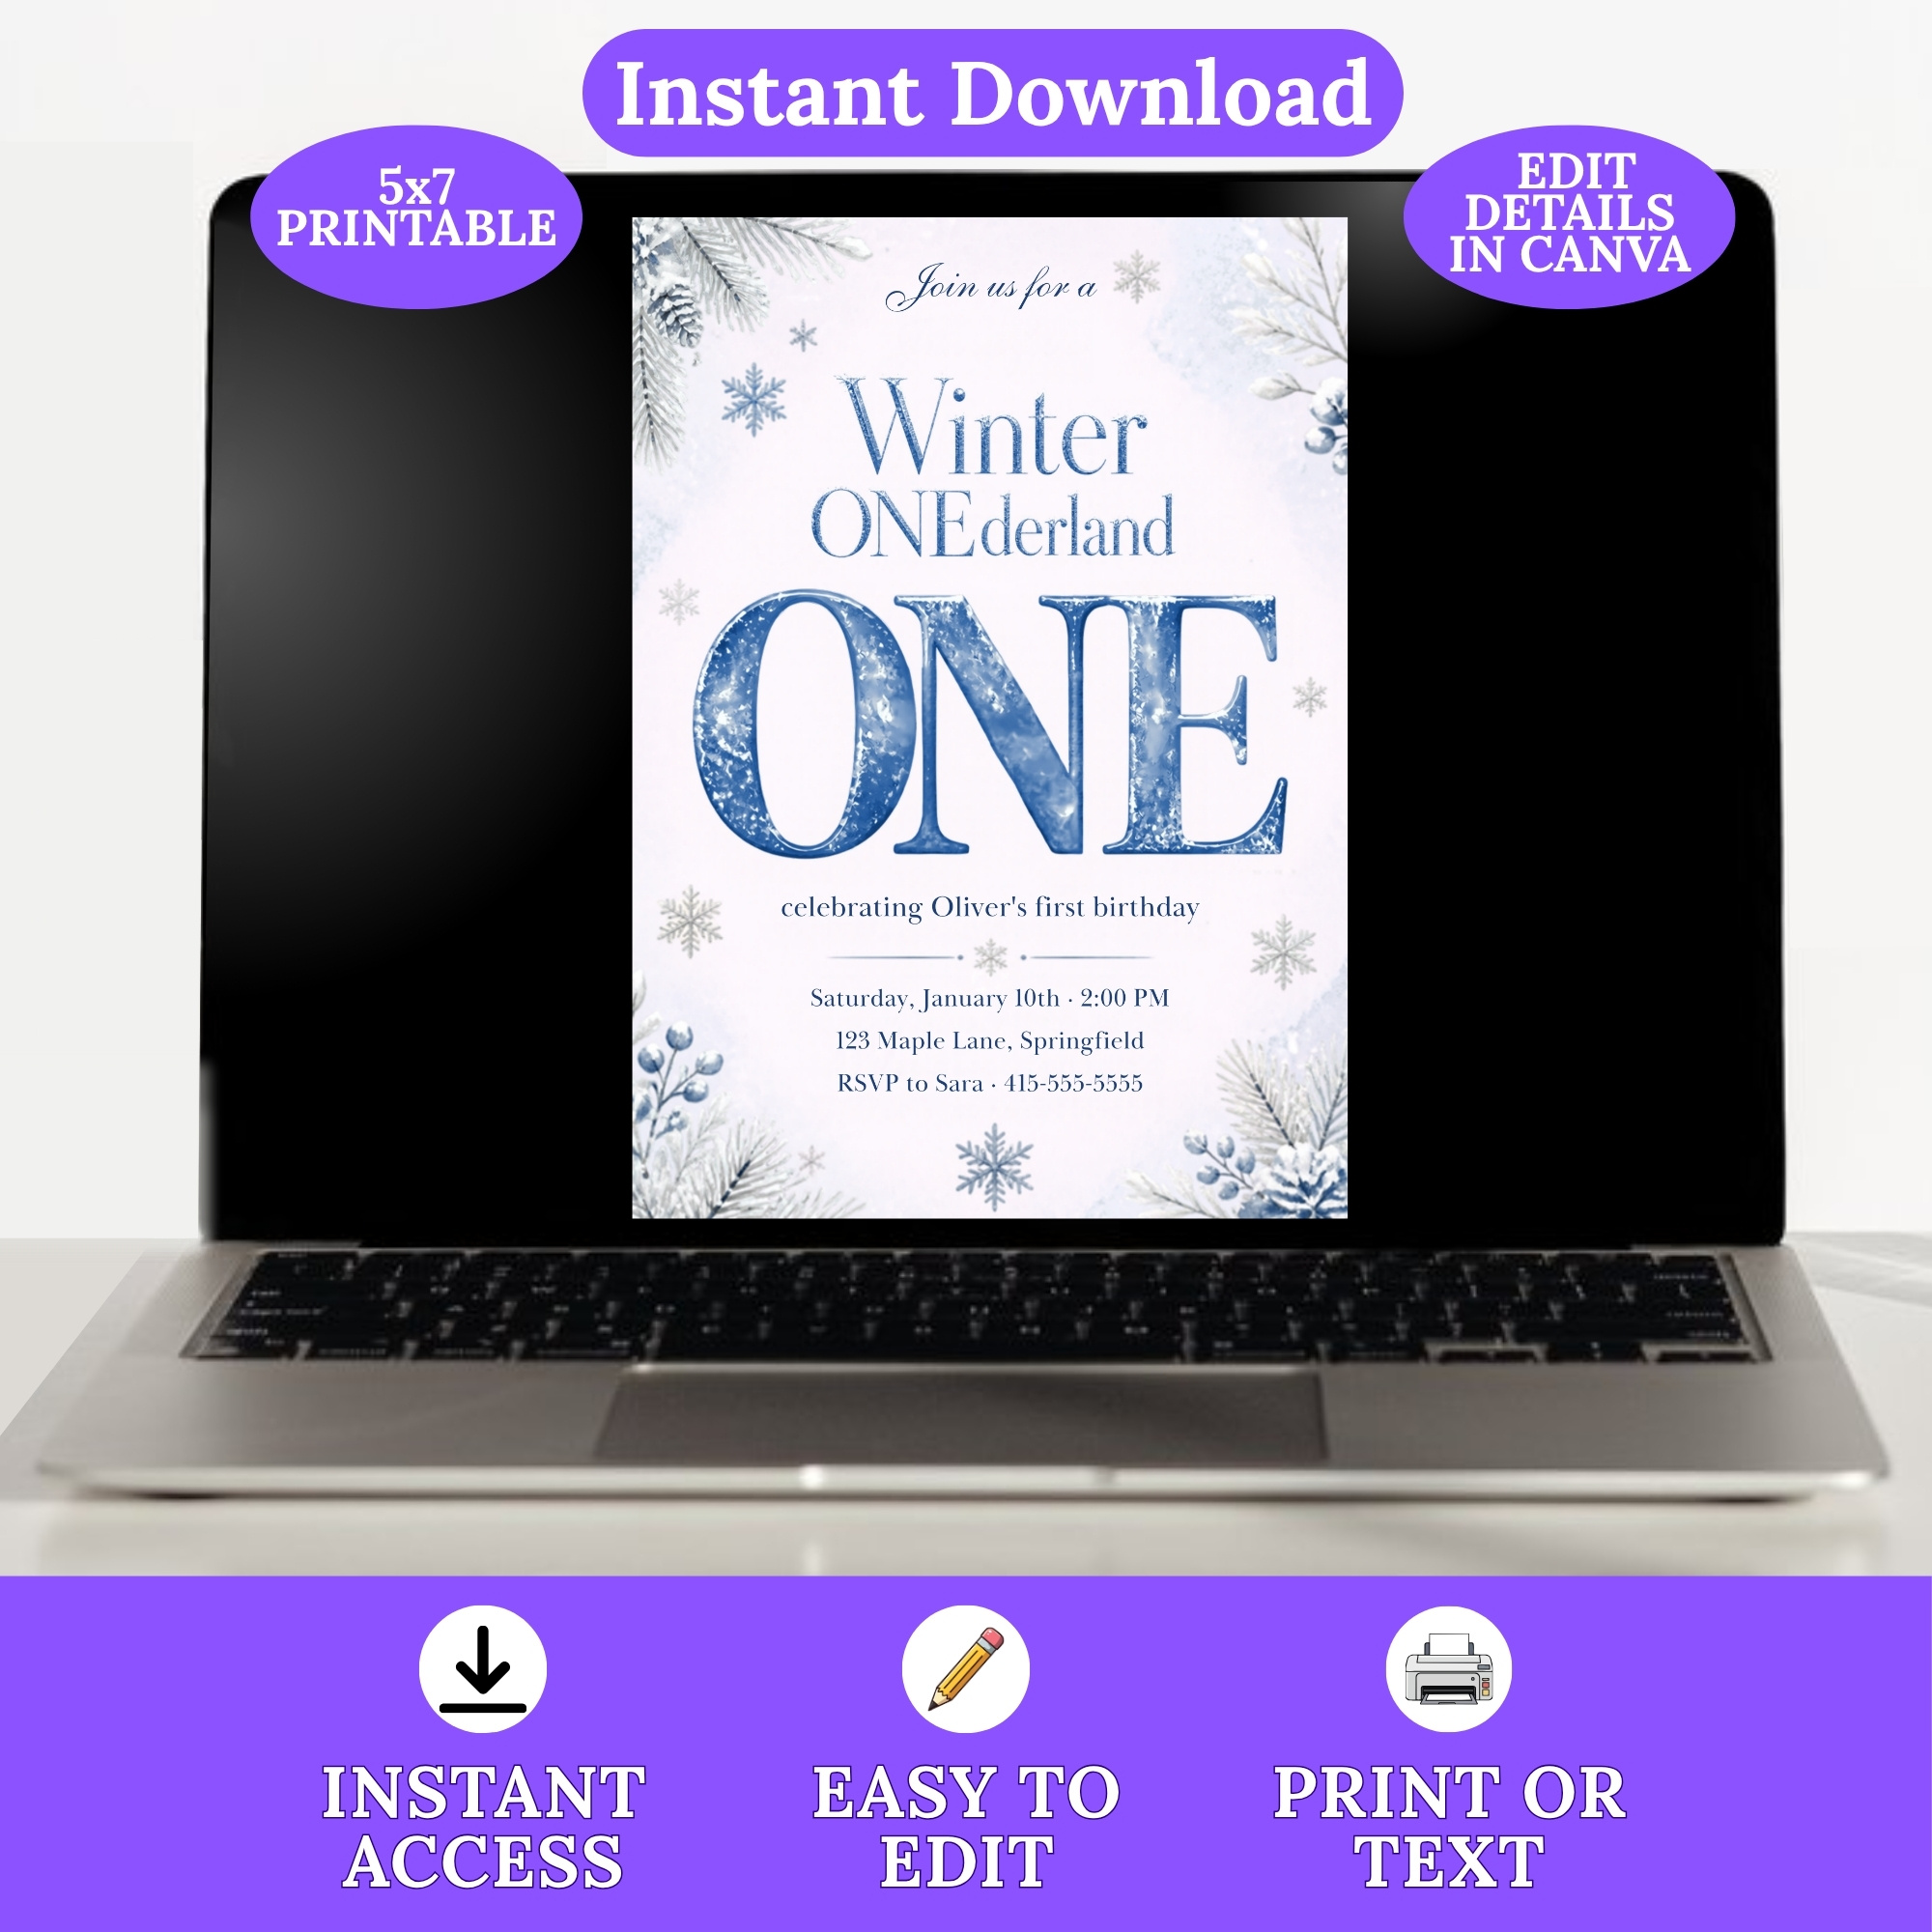 Instant Download
5x7
PRINTABLE
EDIT
DETAILS
IN CANVA
Join us for a
Winter
ONEderland
ONE
celebrating Oliver's first birthday
Saturday, January 10th · 2:00 PM
123 Maple Lane, Springfield
RSVP to Sara · 415-555-5555
INSTANT
ACCESS
EASY TO
EDIT
PRINT OR
TEXT